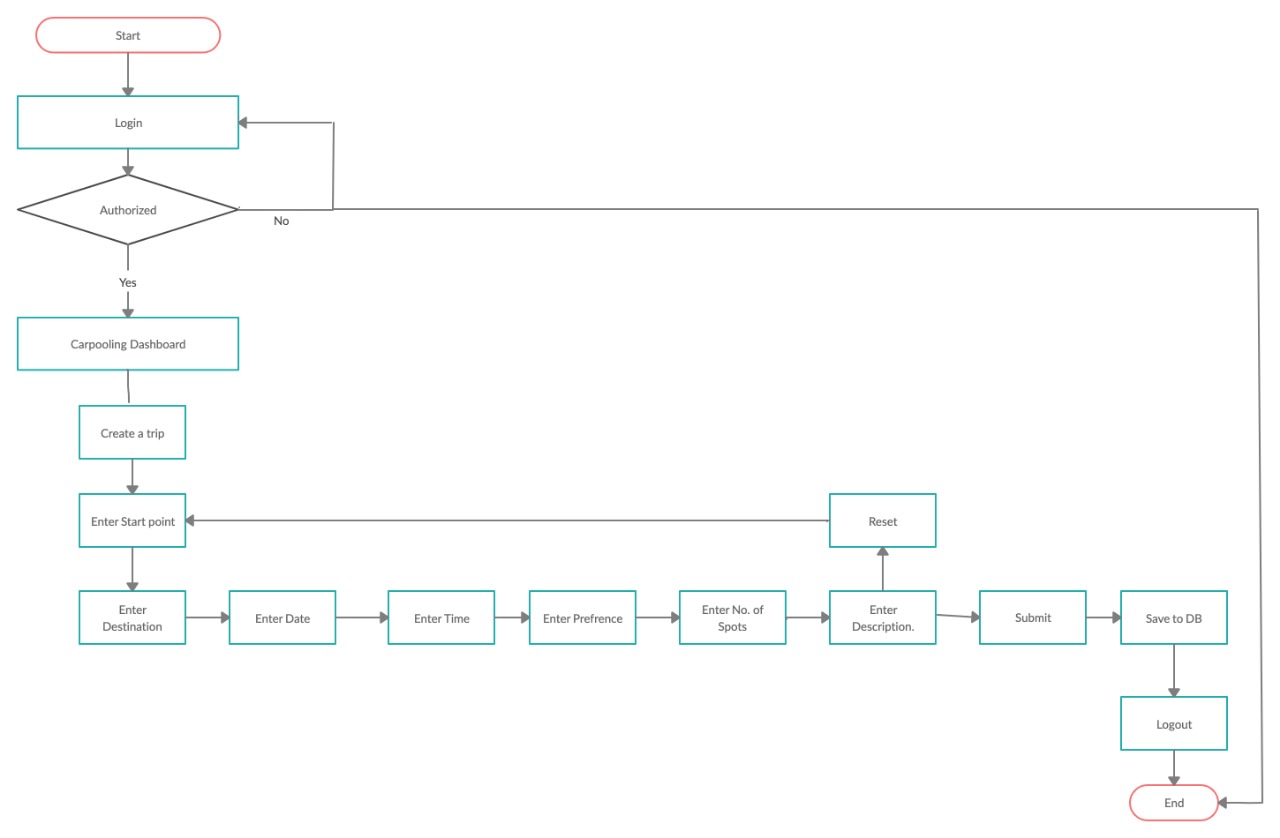 Start
Login
Authorized
No
Yes
Carpooling Dashboard
Create a trip
Enter Start point
Reset
Enter
Destination
Enter Date
Enter Time
Enter Prefrence
Enter No. of
Spots
Enter
Description.
Submit
Save to DB
Logout
End